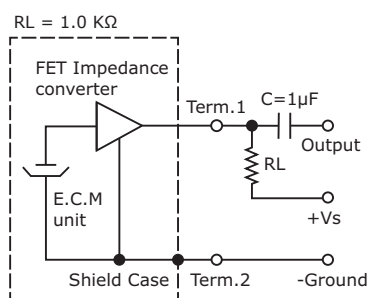 RL = 1.0 KΩ
FET Impedance
converter
Term.1
C=1µF
Output
RL
E.C.M
unit
+Vs
Shield Case
Term.2
-Ground